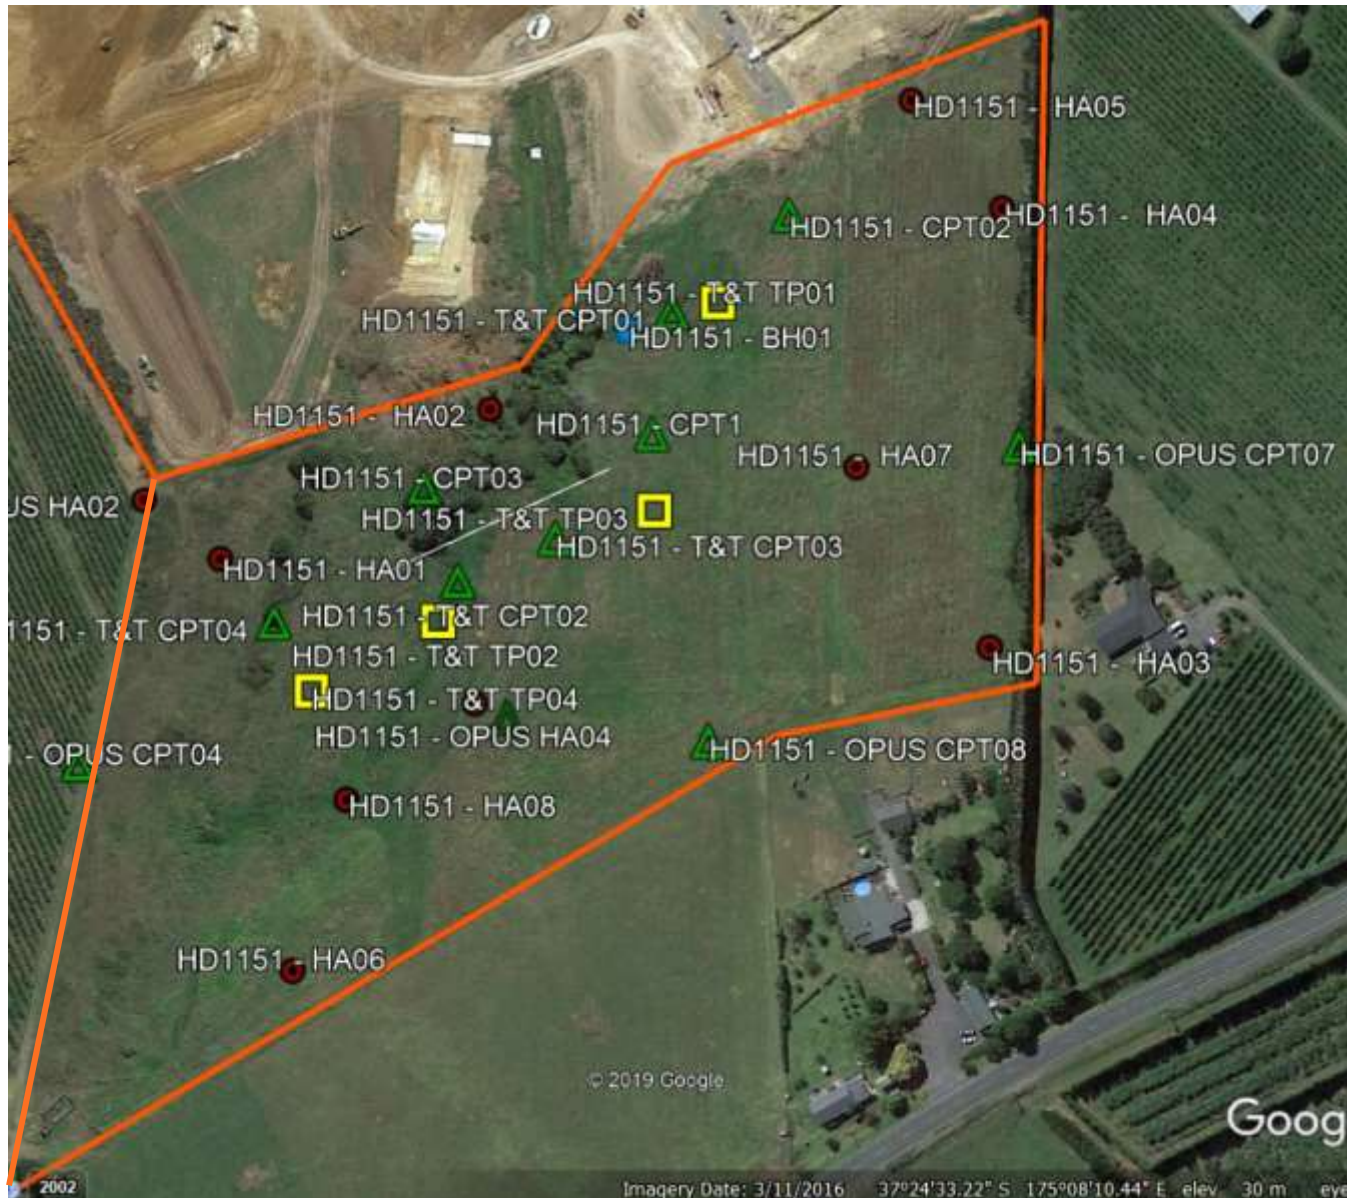 HD1151 - HA05
HD1151 - HA04
HD1151 - CPT02
HD1151 - T&T TP01
HD1151 - T&T CPT01
HD1151 - BH01
HD1151 - HA02
HD1151 - CPT1
HD1151 - HA07
HD1151 - OPUS CPT07
HD1151 - CPT03
US HA02
HD1151 - T&T TP03
HD1151 - T&T CPT03
HD1151 - HA01
HD1151 - T&T CPT02
1151 - T&T CPT04
HD1151 - T&T TP02
HD1151 - HA03
HD1151 - T&T TP04
HD1151 - OPUS HA04
HD1151 - OPUS CPT08
1 - OPUS CPT04
HD1151 - HA08
HD1151 - HA06
© 2019 Google
Goog
2002
Imagery Date: 3/11/2016 37°24'33.22" S 175°08'10.44" E elev 30 m eye